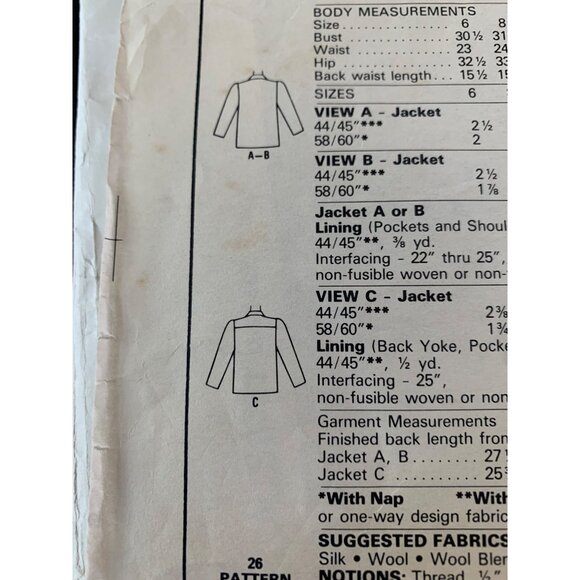 BODY MEASUREMENTS
Size................ 6 8
Bust ............... 30½ 31
Waist .............. 23 24
Hip ................ 32½ 33
Back waist length... 15½ 15
SIZES 6
VIEW A - Jacket
44/45"*** 2½
58/60"* 2
VIEW B - Jacket
44/45"*** 2½
58/60"* 1⅞
Jacket A or B
Lining (Pockets and Shoul
44/45"**, ⅜ yd.
Interfacing - 22" thru 25",
non-fusible woven or non-
VIEW C - Jacket
44/45"*** 2⅜
58/60"* 1¾
Lining (Back Yoke, Pocke
44/45"**, ½ yd.
Interfacing - 25",
non-fusible woven or non
Garment Measurements
Finished back length from
Jacket A, B......... 27
Jacket C ........... 25
*With Nap **With
or one-way design fabric
SUGGESTED FABRICS
Silk • Wool • Wool Blen
NOTIONS: Thread, ½"
A–B
C
26
PATTERN